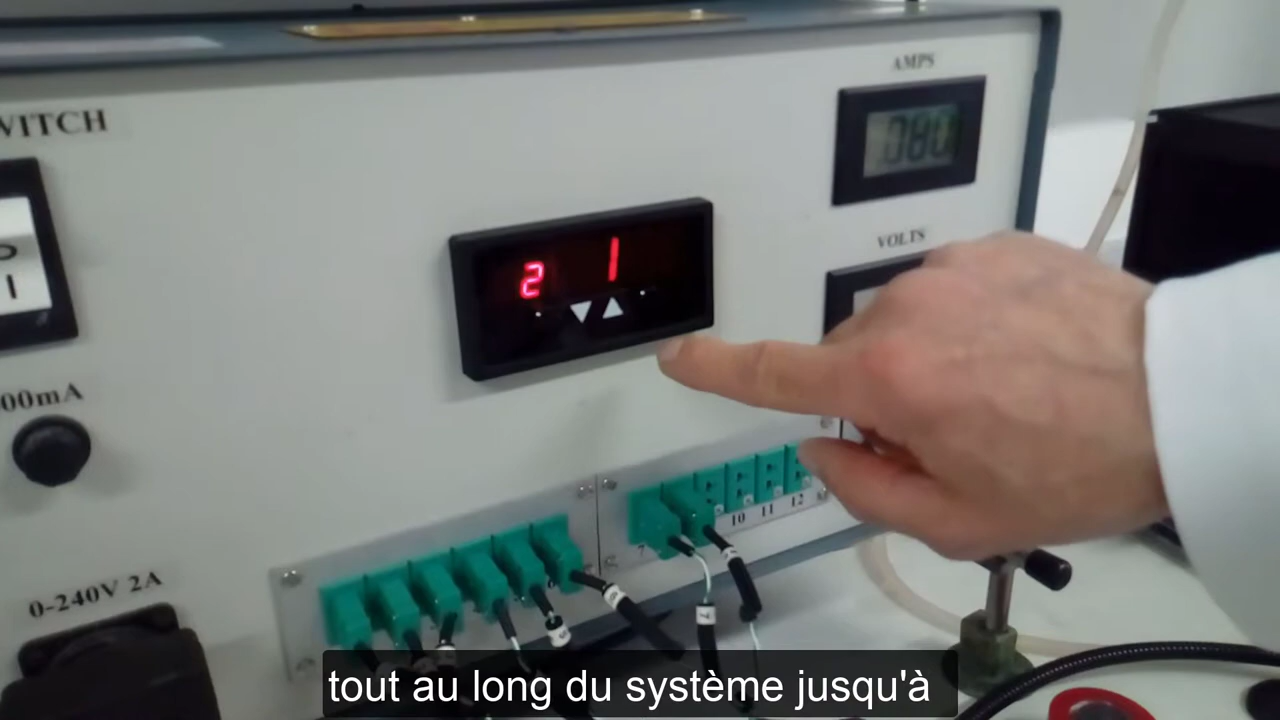 AMPS
WITCH
080
VOLTS
2 1
00mA
0-240V 2A
7
10 11 12
7
tout au long du système jusqu'à